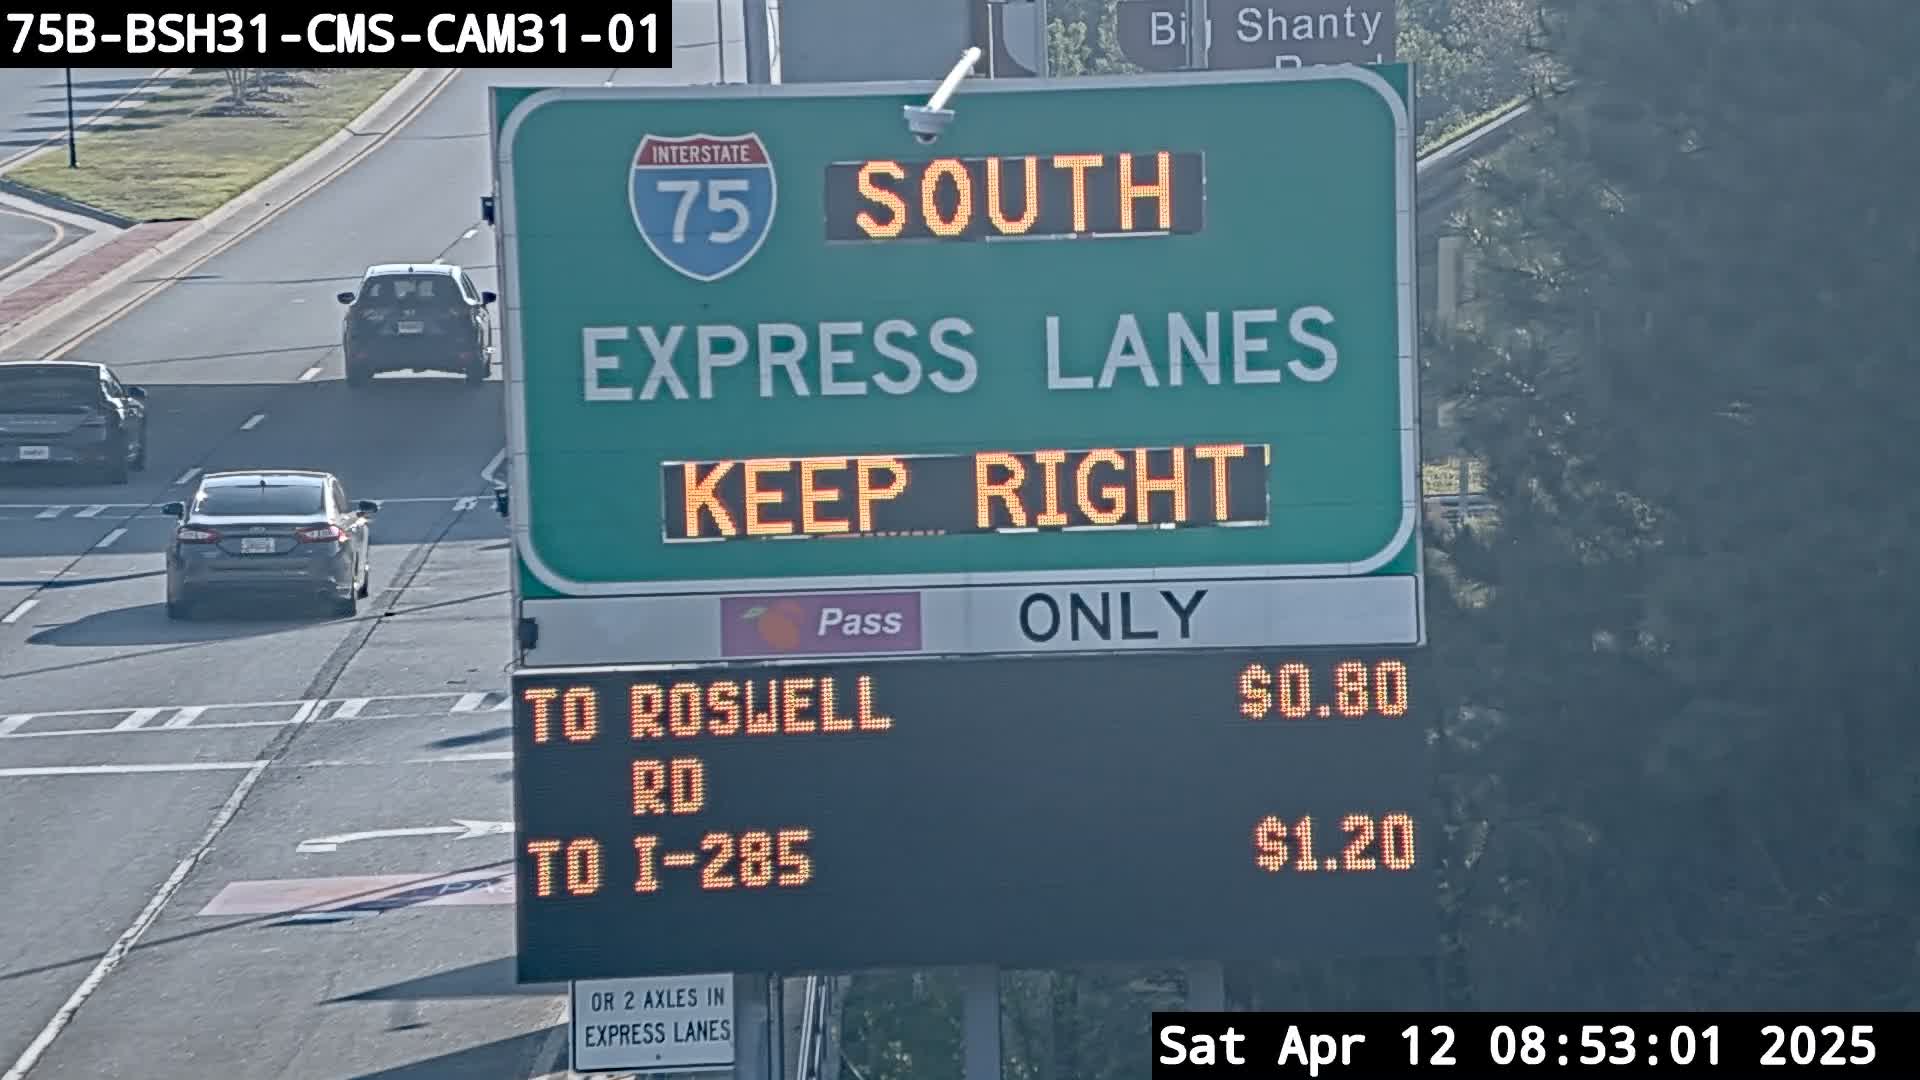 75B-BSH31-CMS-CAM31-01
Big Shanty
Road
INTERSTATE
75
SOUTH
EXPRESS LANES
KEEP RIGHT
Pass
ONLY
TO ROSWELL $0.80
RD
TO I-285 $1.20
OR 2 AXLES IN
EXPRESS LANES
Sat Apr 12 08:53:01 2025